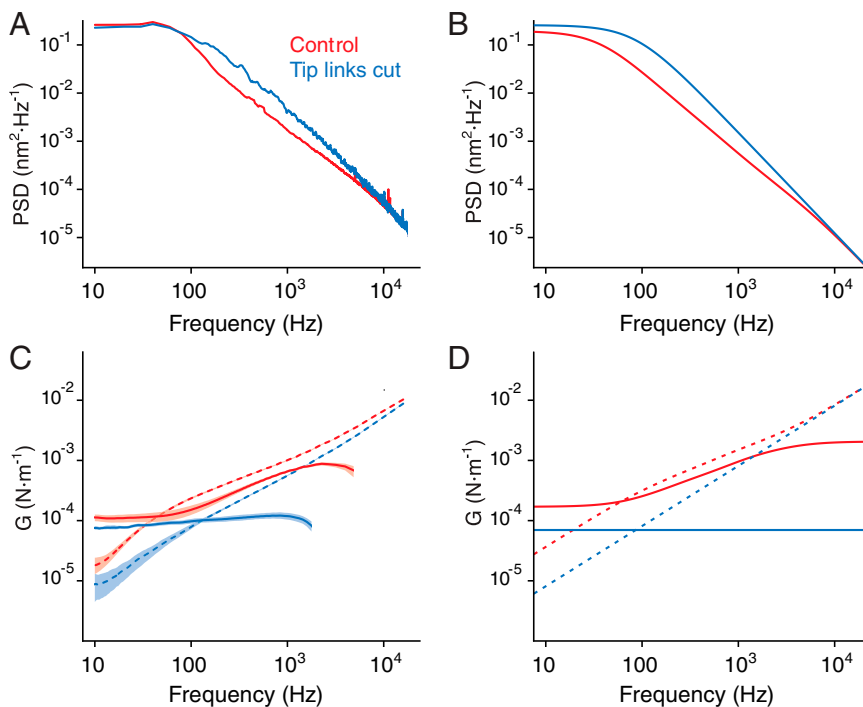 A
B
Control
Tip links cut
PSD (nm²·Hz⁻¹)
10⁻¹
10⁻²
10⁻³
10⁻⁴
10⁻⁵
10
100
10³
10⁴
Frequency (Hz)
PSD (nm²·Hz⁻¹)
10⁻¹
10⁻²
10⁻³
10⁻⁴
10⁻⁵
10
100
10³
10⁴
Frequency (Hz)
C
D
G (N·m⁻¹)
10⁻²
10⁻³
10⁻⁴
10⁻⁵
10
100
10³
10⁴
Frequency (Hz)
G (N·m⁻¹)
10⁻²
10⁻³
10⁻⁴
10⁻⁵
10
100
10³
10⁴
Frequency (Hz)